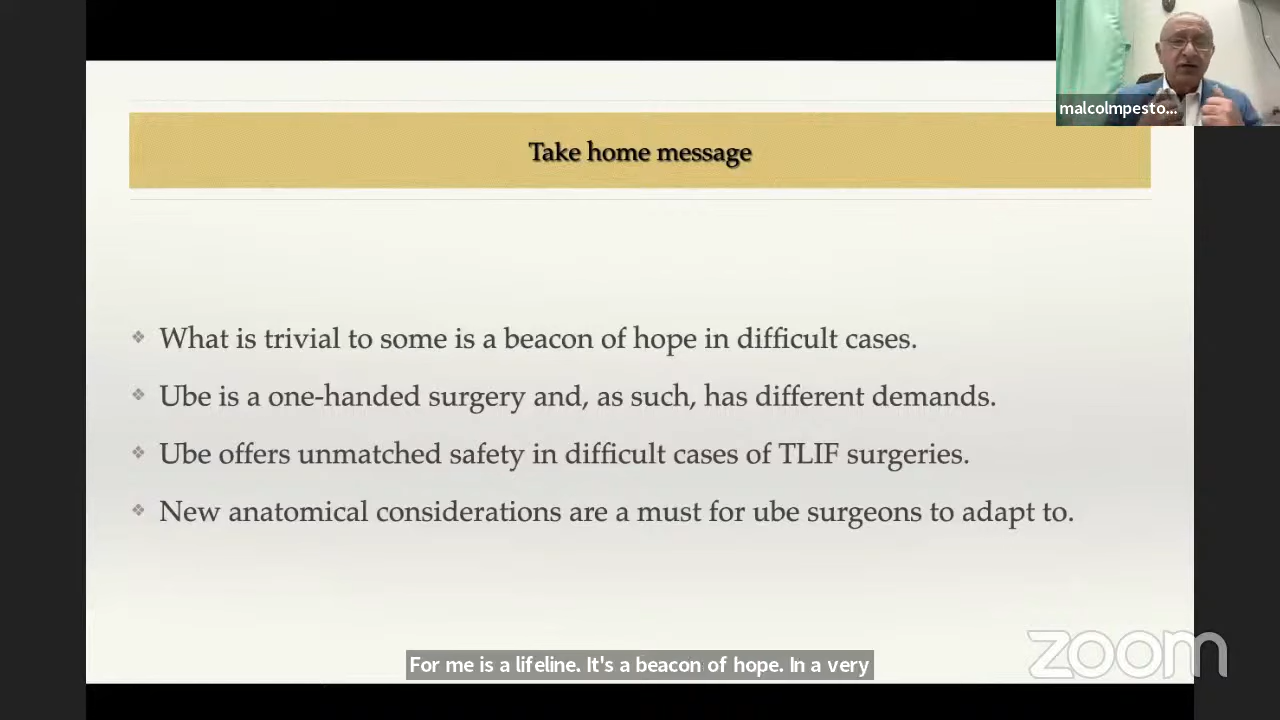 malcolmpesto...
Take home message
What is trivial to some is a beacon of hope in difficult cases.
Ube is a one-handed surgery and, as such, has different demands.
Ube offers unmatched safety in difficult cases of TLIF surgeries.
New anatomical considerations are a must for ube surgeons to adapt to.
For me is a lifeline. It's a beacon of hope. In a very
zoom